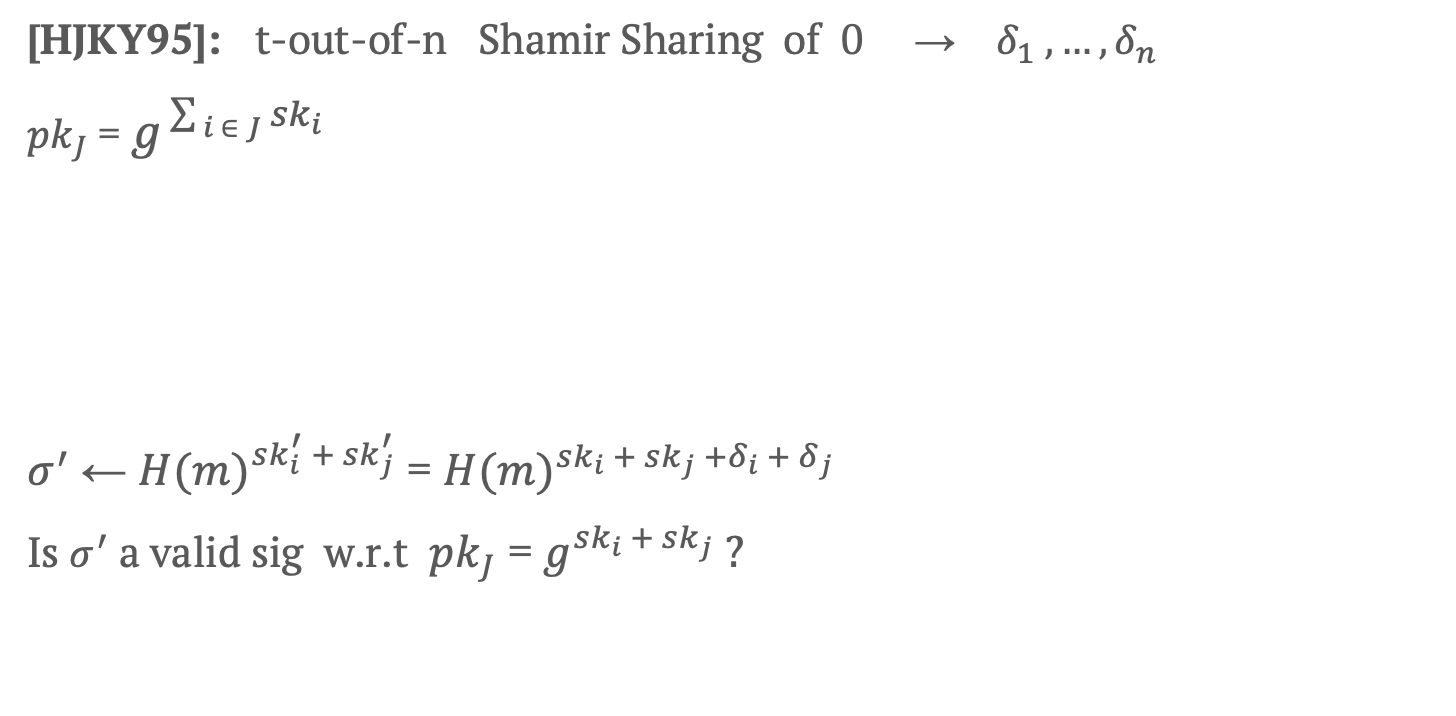 [HJKY95]: t-out-of-n Shamir Sharing of 0 → δ₁ , … , δₙ
pk_J = g^{∑_{i ∈ J} sk_i}
σ′ ← H(m)^{sk′_i + sk′_j} = H(m)^{sk_i + sk_j +δ_i + δ_j}
Is σ′ a valid sig w.r.t pk_J = g^{sk_i + sk_j} ?